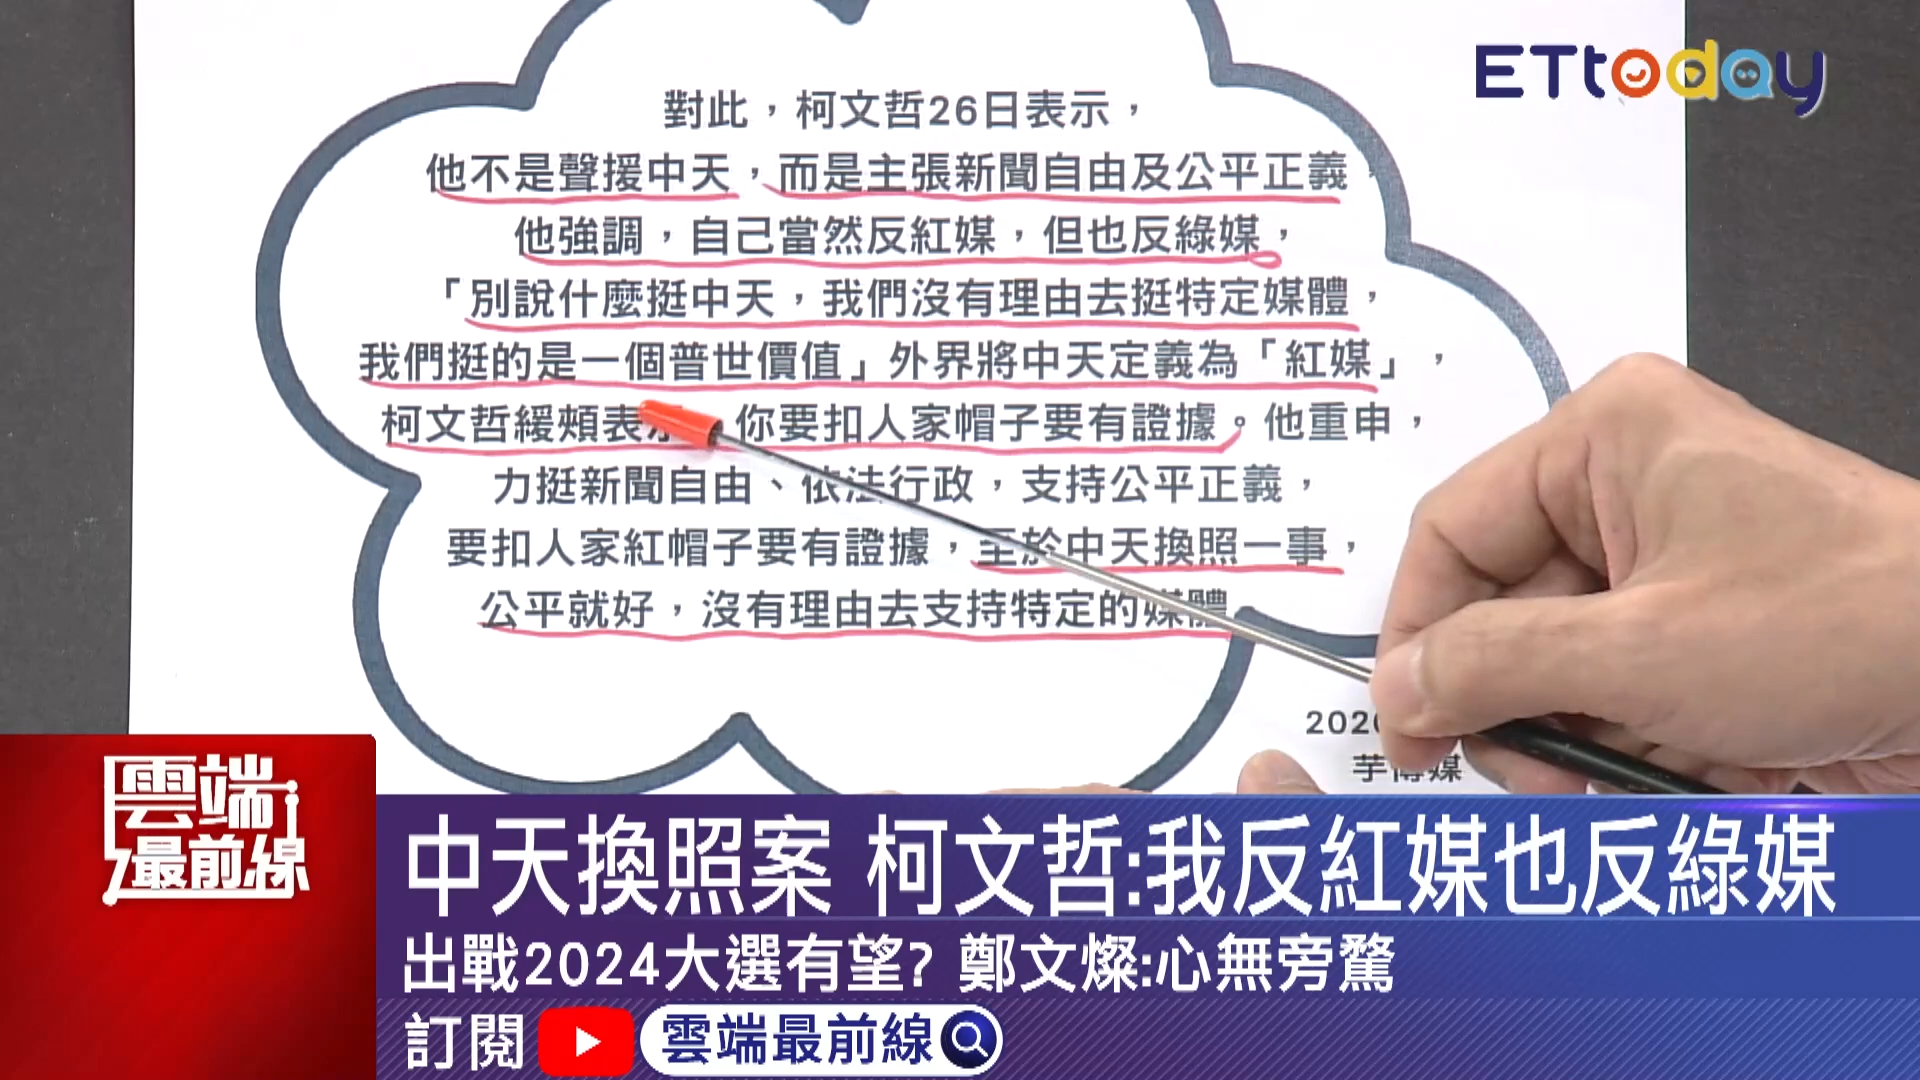 ETtoday
對此，柯文哲26日表示，
他不是聲援中天，而是主張新聞自由及公平正義，
他強調，自己當然反紅媒，但也反綠媒，
「別說什麼挺中天，我們沒有理由去挺特定媒體，
我們挺的是一個普世價值」外界將中天定義為「紅媒」，
柯文哲緩頰表 你要扣人家帽子要有證據。他重申，
力挺新聞自由、依法行政，支持公平正義，
要扣人家紅帽子要有證據，至於中天換照一事，
公平就好，沒有理由去支持特定的媒體
202
芋傳媒
雲端
最前線
中天換照案 柯文哲:我反紅媒也反綠媒
出戰2024大選有望? 鄭文燦:心無旁騖
訂閱 雲端最前線